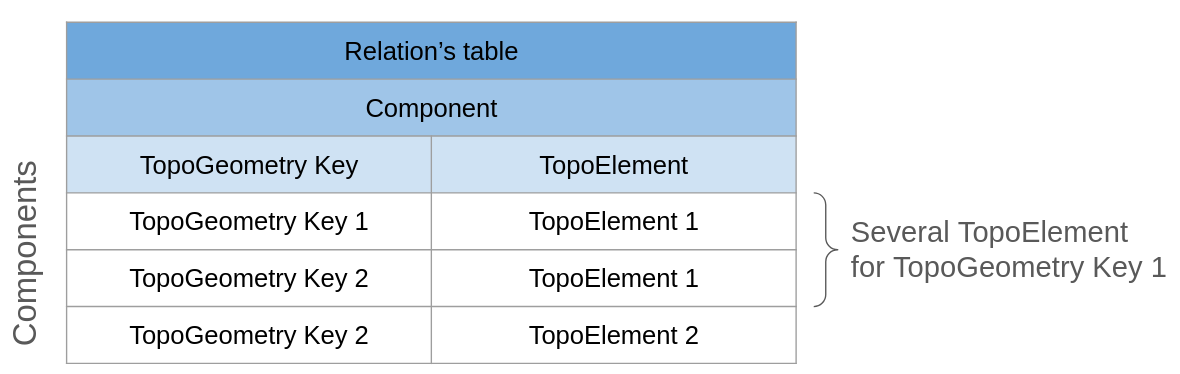 Relation’s table
Component
TopoGeometry Key TopoElement
TopoGeometry Key 1 TopoElement 1
TopoGeometry Key 2 TopoElement 1
TopoGeometry Key 2 TopoElement 2
Components
Several TopoElement
for TopoGeometry Key 1